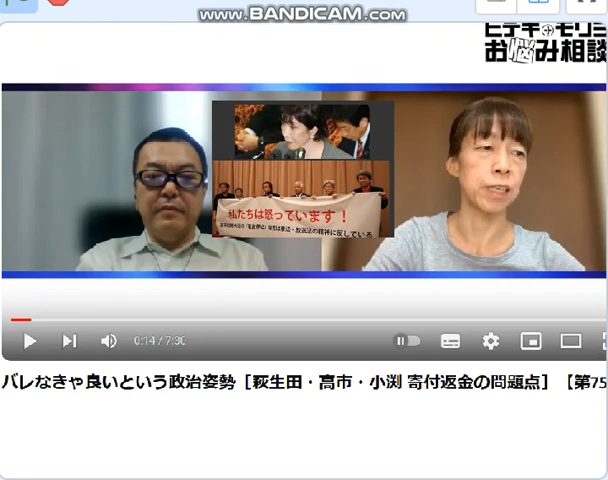 www.BANDICAM.com
ヒデキ
モリミ
お悩み相談
私たちは怒っています！
0:14 / 7:30
バレなきゃ良いという政治姿勢［萩生田・高市・小渕 寄付返金の問題点］【第75